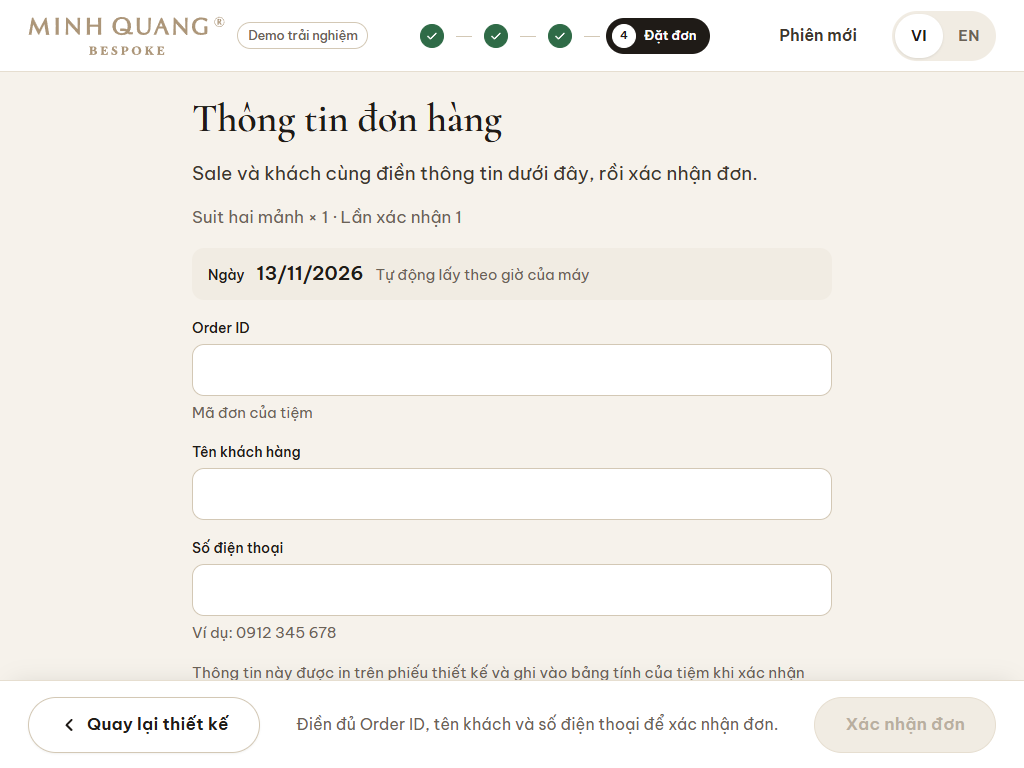 MINH QUANG®
BESPOKE
Demo trải nghiệm
4 Đặt đơn
Phiên mới
VI EN
Thông tin đơn hàng
Sale và khách cùng điền thông tin dưới đây, rồi xác nhận đơn.
Suit hai mảnh × 1 · Lần xác nhận 1
Ngày 13/11/2026 Tự động lấy theo giờ của máy
Order ID
Mã đơn của tiệm
Tên khách hàng
Số điện thoại
Ví dụ: 0912 345 678
Thông tin này được in trên phiếu thiết kế và ghi vào bảng tính của tiệm khi xác nhận
Quay lại thiết kế
Điền đủ Order ID, tên khách và số điện thoại để xác nhận đơn.
Xác nhận đơn